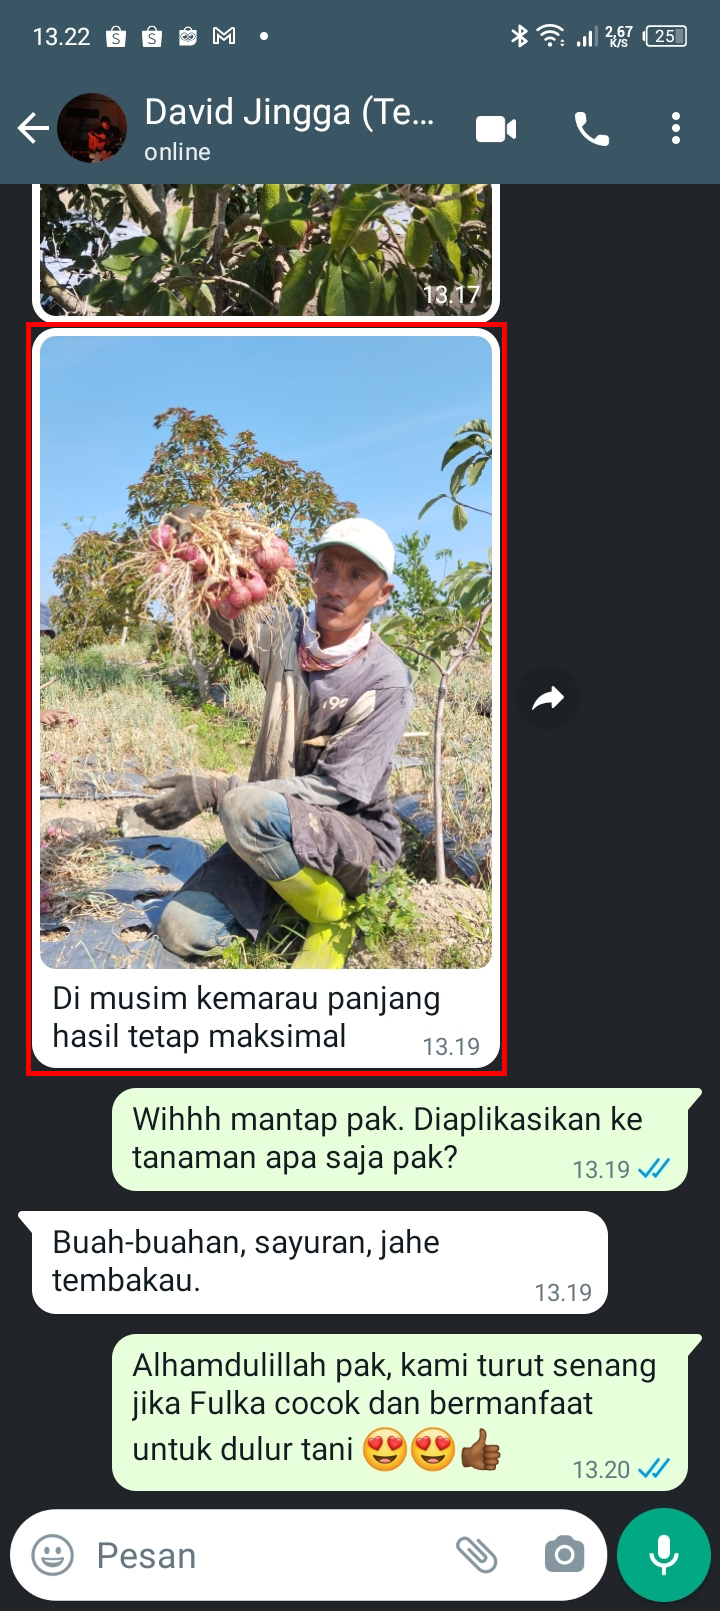 13.22
2,67
K/S
25
David Jingga (Te...
online
13.17
190
Di musim kemarau panjang
hasil tetap maksimal
13.19
Wihhh mantap pak. Diaplikasikan ke
tanaman apa saja pak?
13.19
Buah-buahan, sayuran, jahe
tembakau.
13.19
Alhamdulillah pak, kami turut senang
jika Fulka cocok dan bermanfaat
untuk dulur tani 😍😍👍🏾
13.20
Pesan